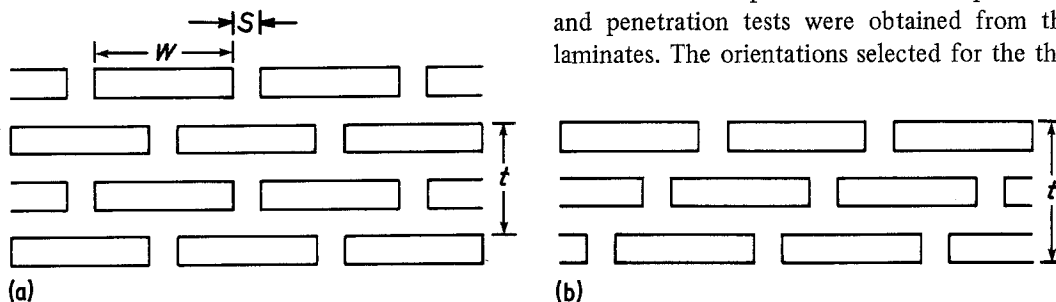 S
W
t
(a)
and penetration tests were obtained from th
laminates. The orientations selected for the th
t
(b)